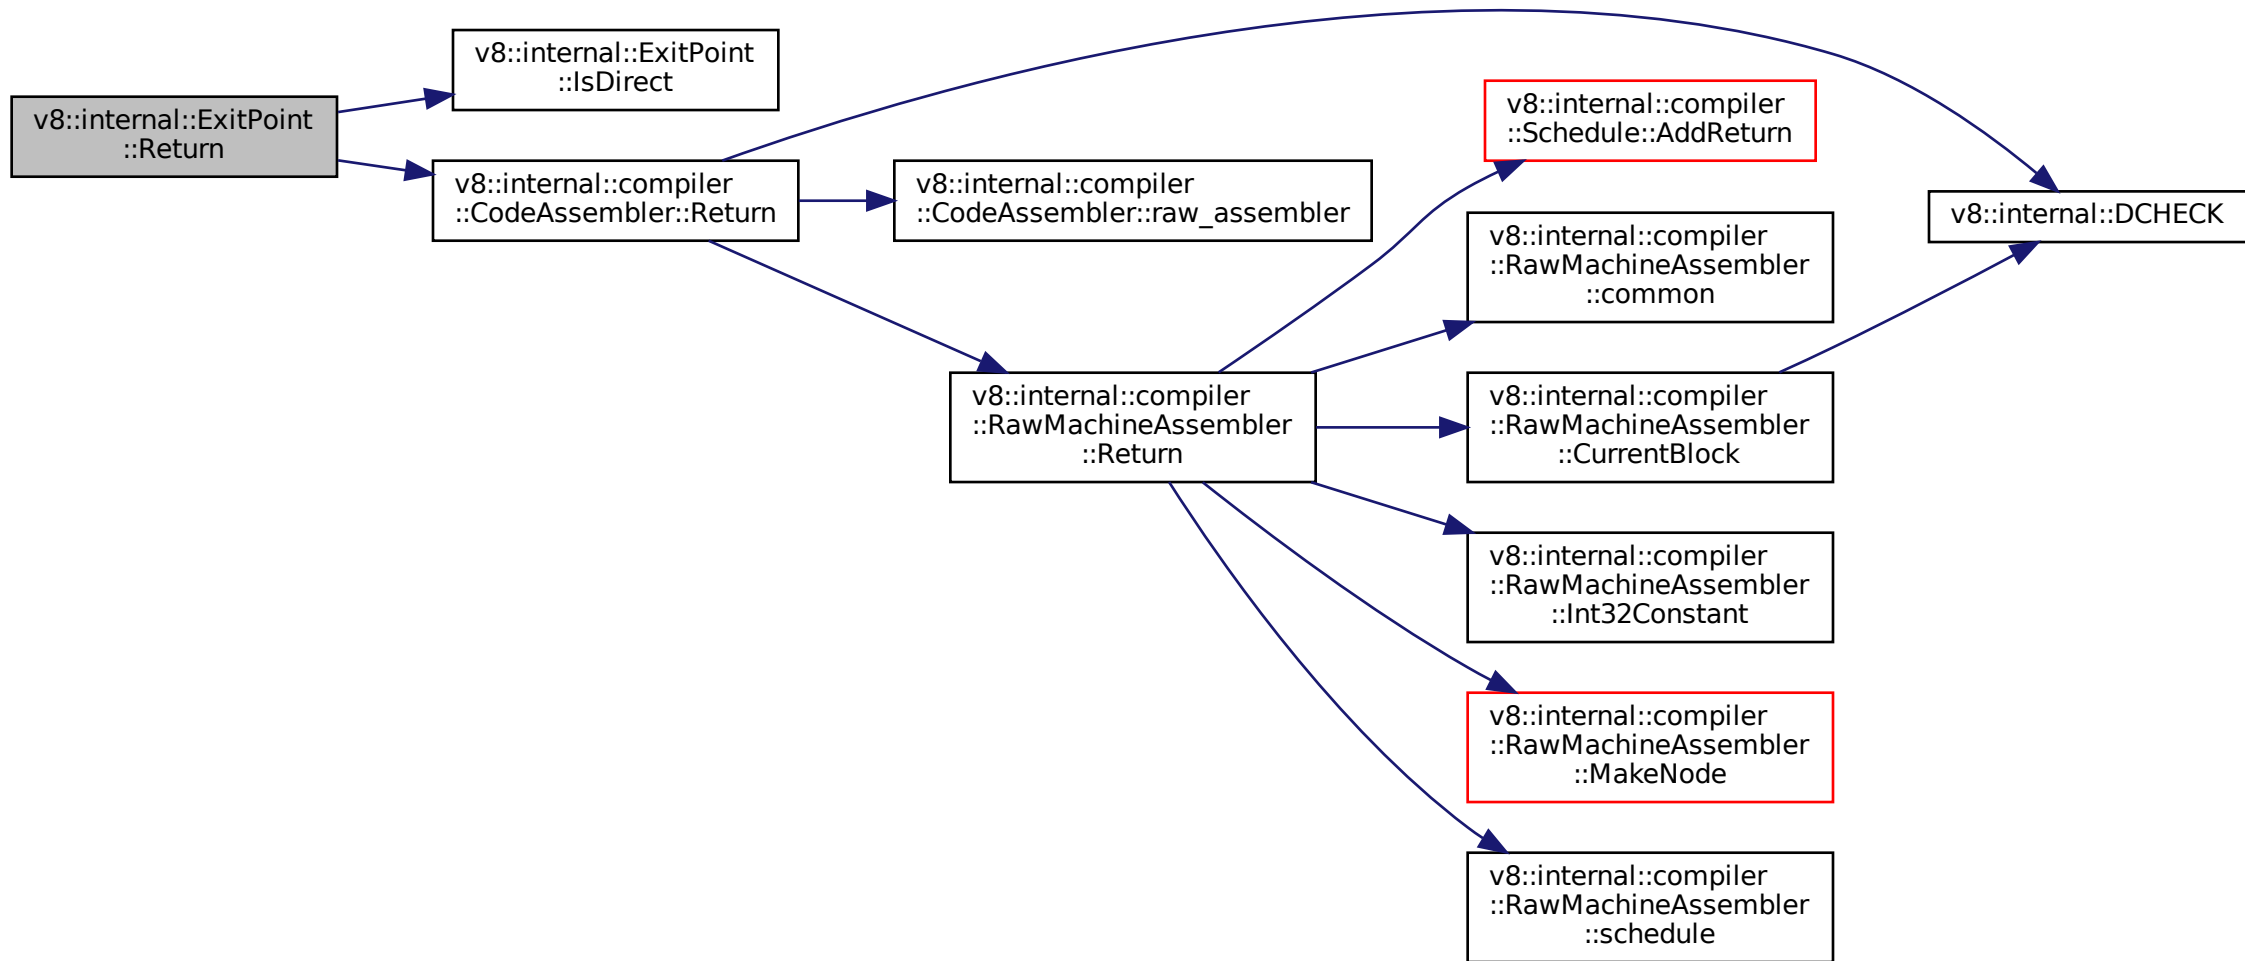 v8::internal::ExitPoint
::Return
v8::internal::ExitPoint
::IsDirect
v8::internal::compiler
::CodeAssembler::Return
v8::internal::compiler
::CodeAssembler::raw_assembler
v8::internal::compiler
::RawMachineAssembler
::Return
v8::internal::compiler
::Schedule::AddReturn
v8::internal::compiler
::RawMachineAssembler
::common
v8::internal::compiler
::RawMachineAssembler
::CurrentBlock
v8::internal::compiler
::RawMachineAssembler
::Int32Constant
v8::internal::compiler
::RawMachineAssembler
::MakeNode
v8::internal::compiler
::RawMachineAssembler
::schedule
v8::internal::DCHECK